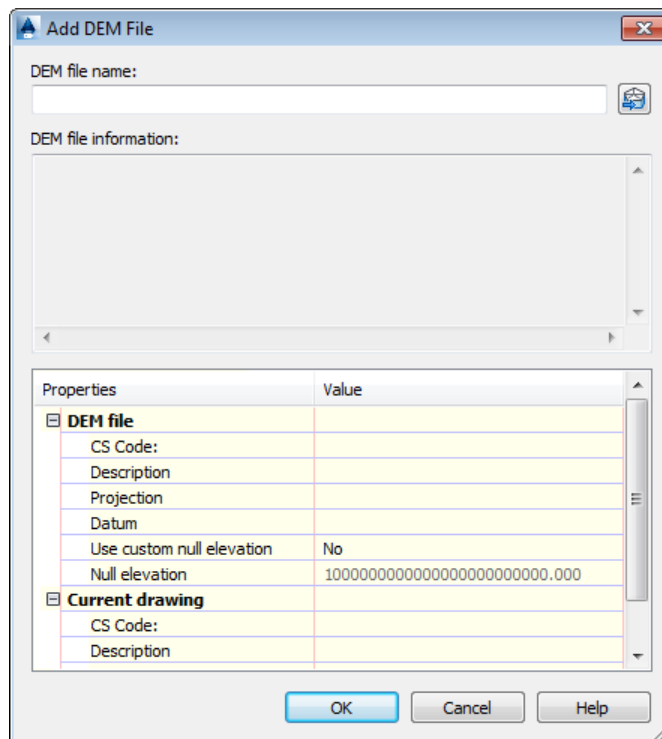 Add DEM File
DEM file name:
DEM file information:
Properties Value
DEM file
CS Code:
Description
Projection
Datum
Use custom null elevation No
Null elevation 1000000000000000000000000.000
Current drawing
CS Code:
Description
OK Cancel Help